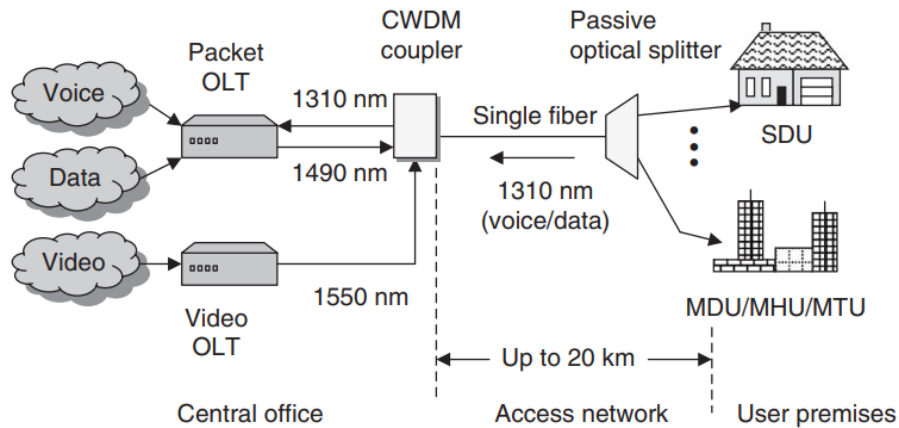 CWDM
coupler
Passive
optical splitter
Packet
OLT
Voice
1310 nm
Single fiber
SDU
Data
1490 nm
1310 nm
(voice/data)
Video
1550 nm
Video
OLT
MDU/MHU/MTU
Up to 20 km
Central office
Access network
User premises